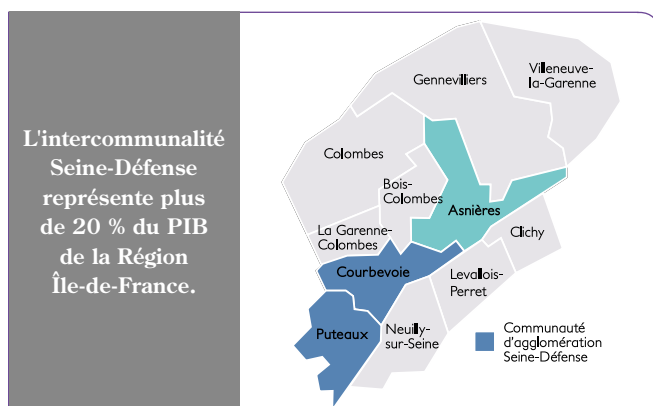 L'intercommunalité
Seine-Défense
représente plus
de 20 % du PIB
de la Région
Île-de-France.
Villeneuve-
la-Garenne
Gennevilliers
Colombes
Bois-
Colombes
Asnières
La Garenne-
Colombes
Clichy
Courbevoie
Levallois-
Perret
Puteaux
Neuilly-
sur-Seine
Communauté
d'agglomération
Seine-Défense